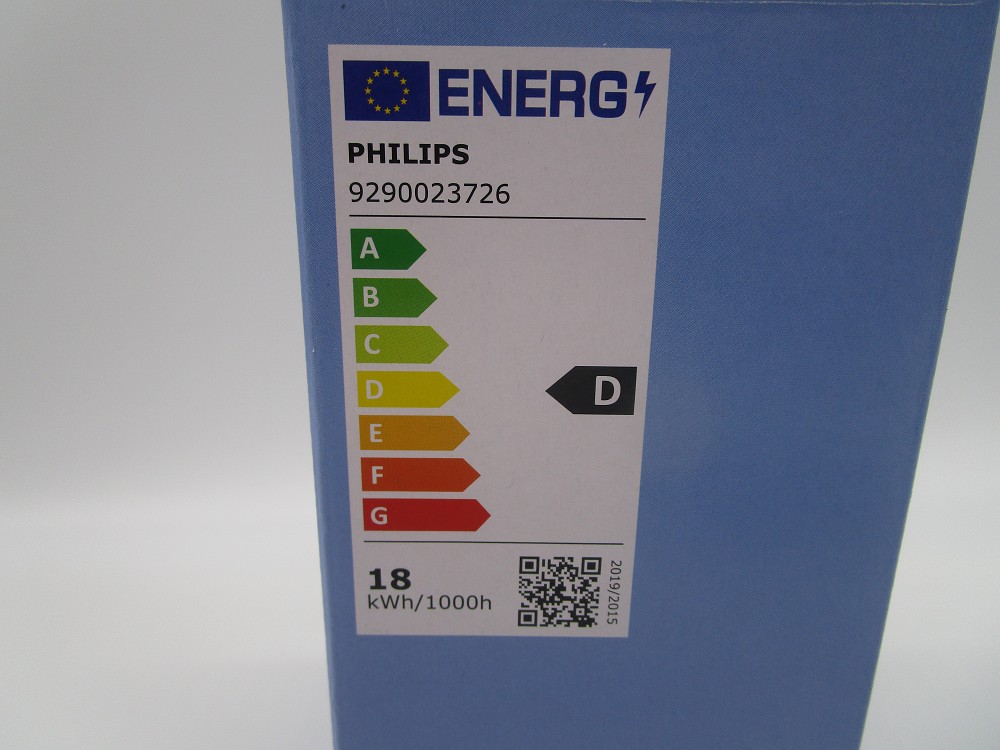 ENERG
PHILIPS
9290023726
A
B
C
D
D
E
F
G
18
kWh/1000h
2019/2015